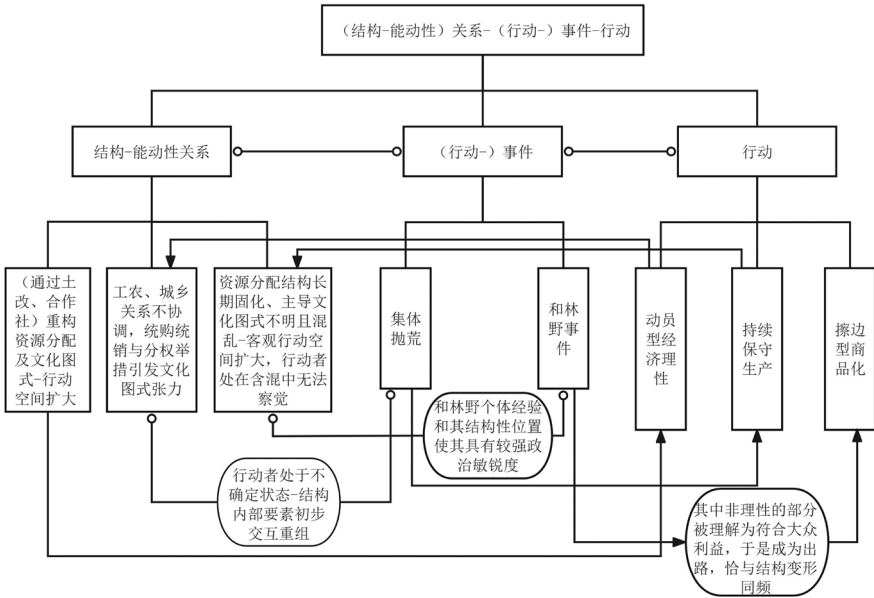 （结构-能动性）关系-（行动-）事件-行动
结构-能动性关系
（行动-）事件
行动
（通过土
改、合作
社）重构
资源分配
及文化图
式-行动
空间扩大
工农、城乡
关系不协
调，统购统
销与分权举
措引发文化
图式张力
资源分配结构长
期固化、主导文
化图式不明且混
乱-客观行动空
间扩大，行动者
处在含混中无法
察觉
集体
抛荒
和林
野事
件
动员
型经
济理
性
持续
保守
生产
擦边
型商
品化
和林野个体经验
和其结构性位置
使其具有较强政
治敏锐度
行动者处于不
确定状态-结构
内部要素初步
交互重组
其中非理性的部分
被理解为符合大众
利益，于是成为出
路，恰与结构变形
同频